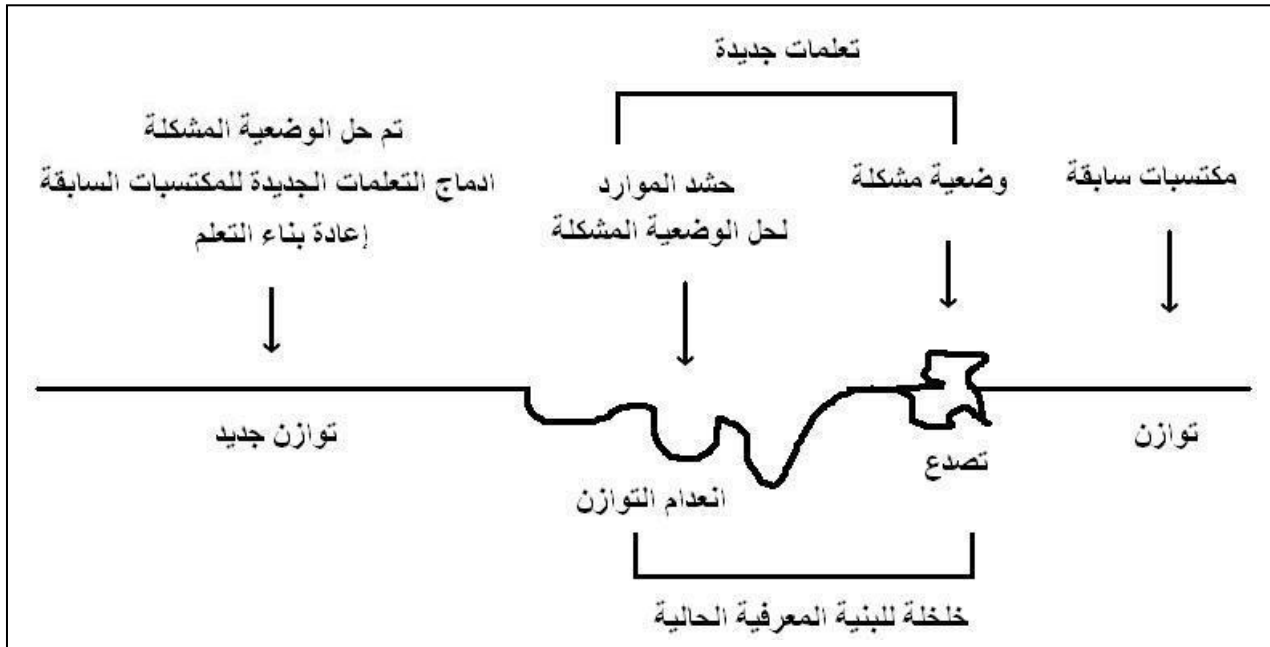 تعلمات جديدة
مكتسبات سابقة
وضعية مشكلة
حشد الموارد
لحل الوضعية المشكلة
تم حل الوضعية المشكلة
ادماج التعلمات الجديدة للمكتسبات السابقة
إعادة بناء التعلم
توازن
تصدع
انعدام التوازن
توازن جديد
خلخلة للبنية المعرفية الحالية